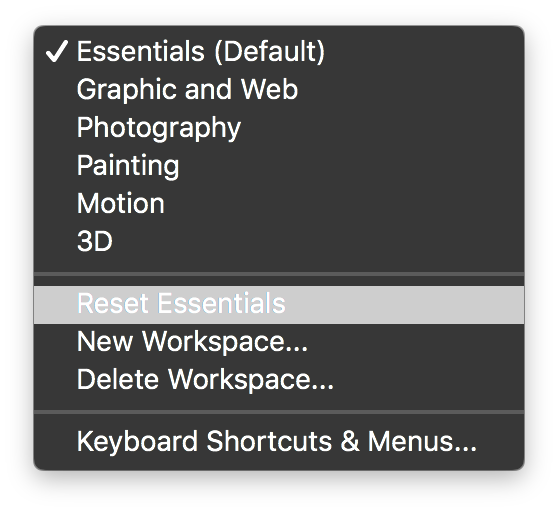 Essentials (Default)
Graphic and Web
Photography
Painting
Motion
3D
Reset Essentials
New Workspace...
Delete Workspace...
Keyboard Shortcuts & Menus...